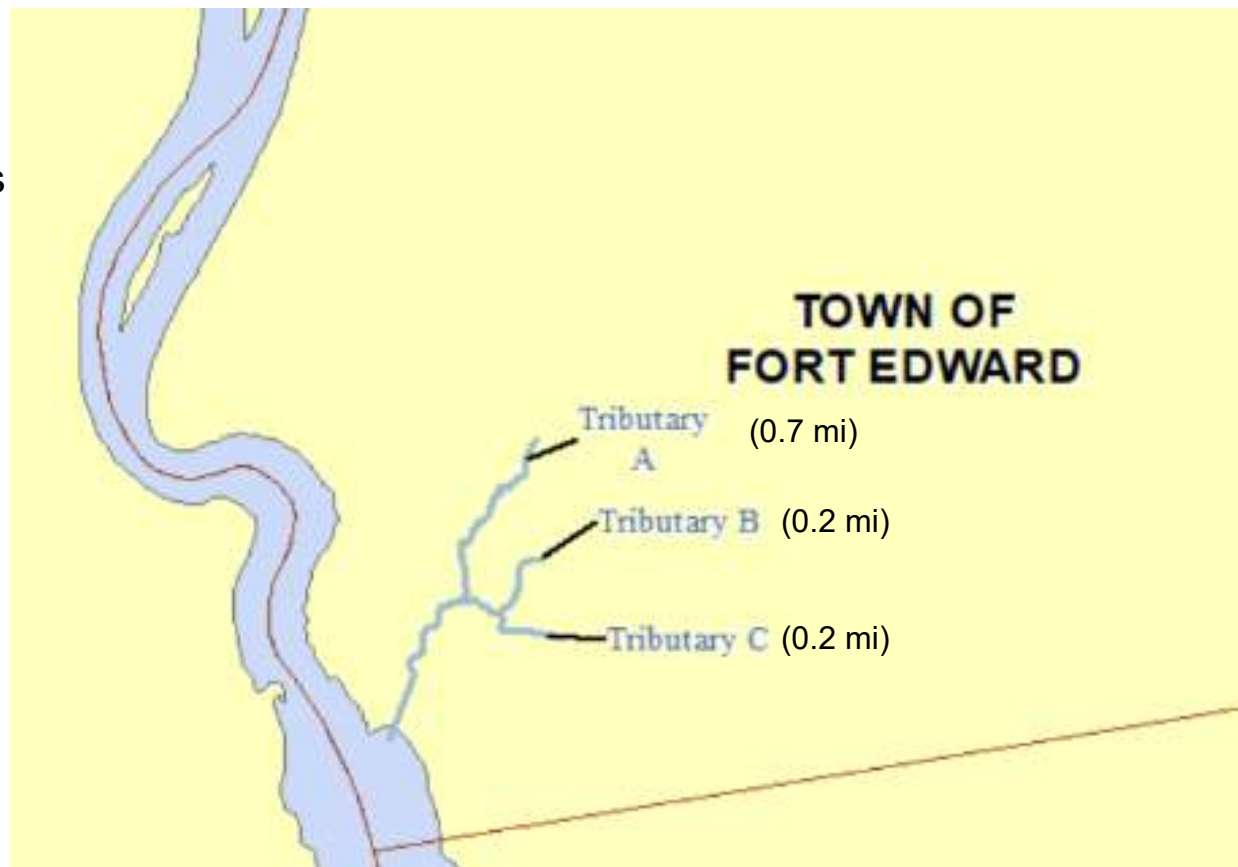 s
TOWN OF
FORT EDWARD
Tributary (0.7 mi)
A
Tributary B (0.2 mi)
Tributary C (0.2 mi)